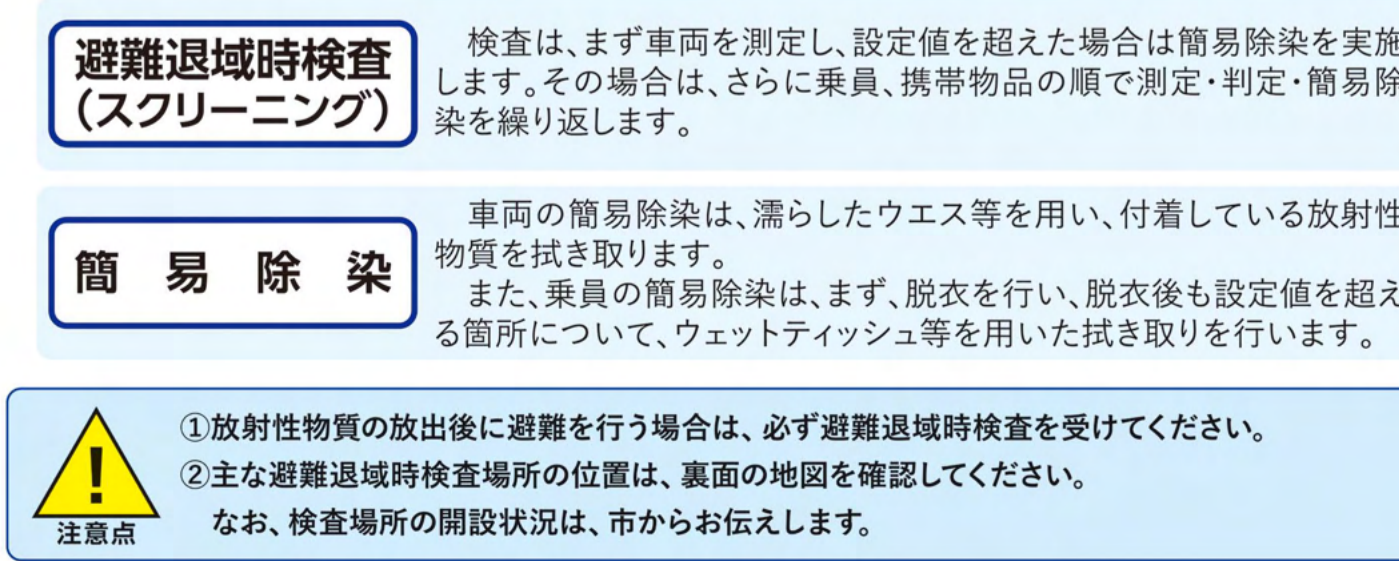 避難退域時検査
（スクリーニング）
検査は、まず車両を測定し、設定値を超えた場合は簡易除染を実施
します。その場合は、さらに乗員、携帯物品の順で測定・判定・簡易除
染を繰り返します。
簡易除染
車両の簡易除染は、濡らしたウエス等を用い、付着している放射性
物質を拭き取ります。
また、乗員の簡易除染は、まず、脱衣を行い、脱衣後も設定値を超え
る箇所について、ウェットティッシュ等を用いた拭き取りを行います。
注意点
①放射性物質の放出後に避難を行う場合は、必ず避難退域時検査を受けてください。
②主な避難退域時検査場所の位置は、裏面の地図を確認してください。
なお、検査場所の開設状況は、市からお伝えします。